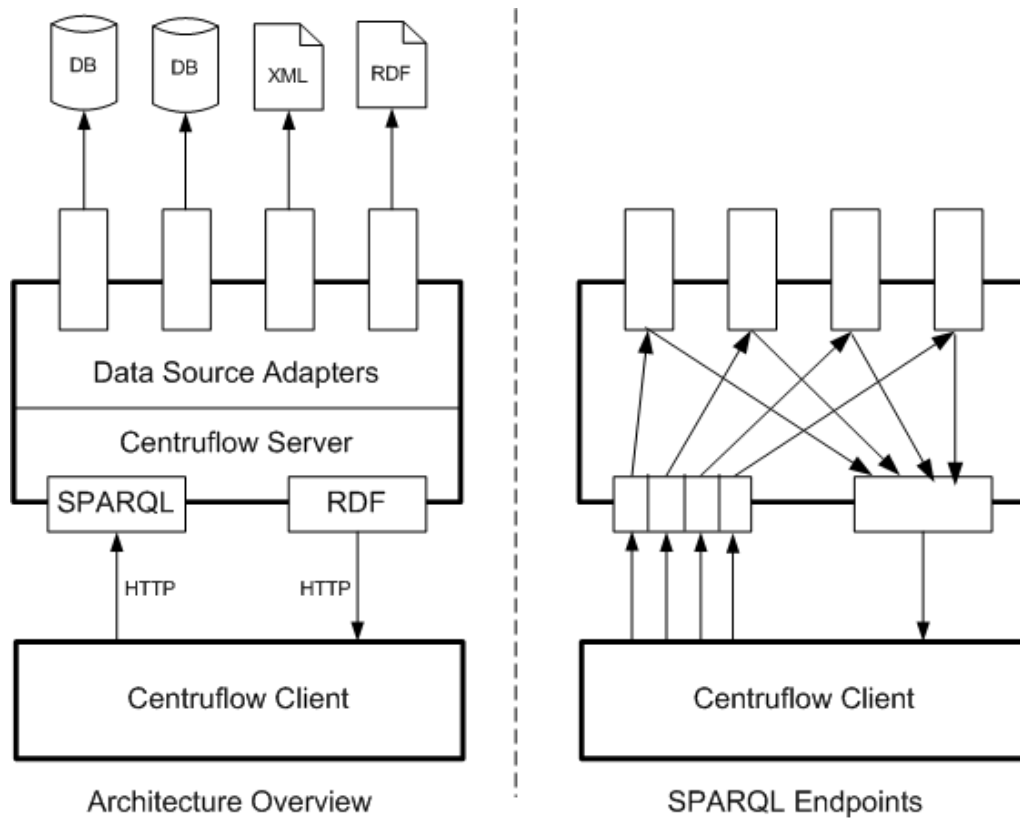 DB
DB
XML
RDF
Data Source Adapters
Centruflow Server
SPARQL
RDF
HTTP
HTTP
Centruflow Client
Architecture Overview
Centruflow Client
SPARQL Endpoints